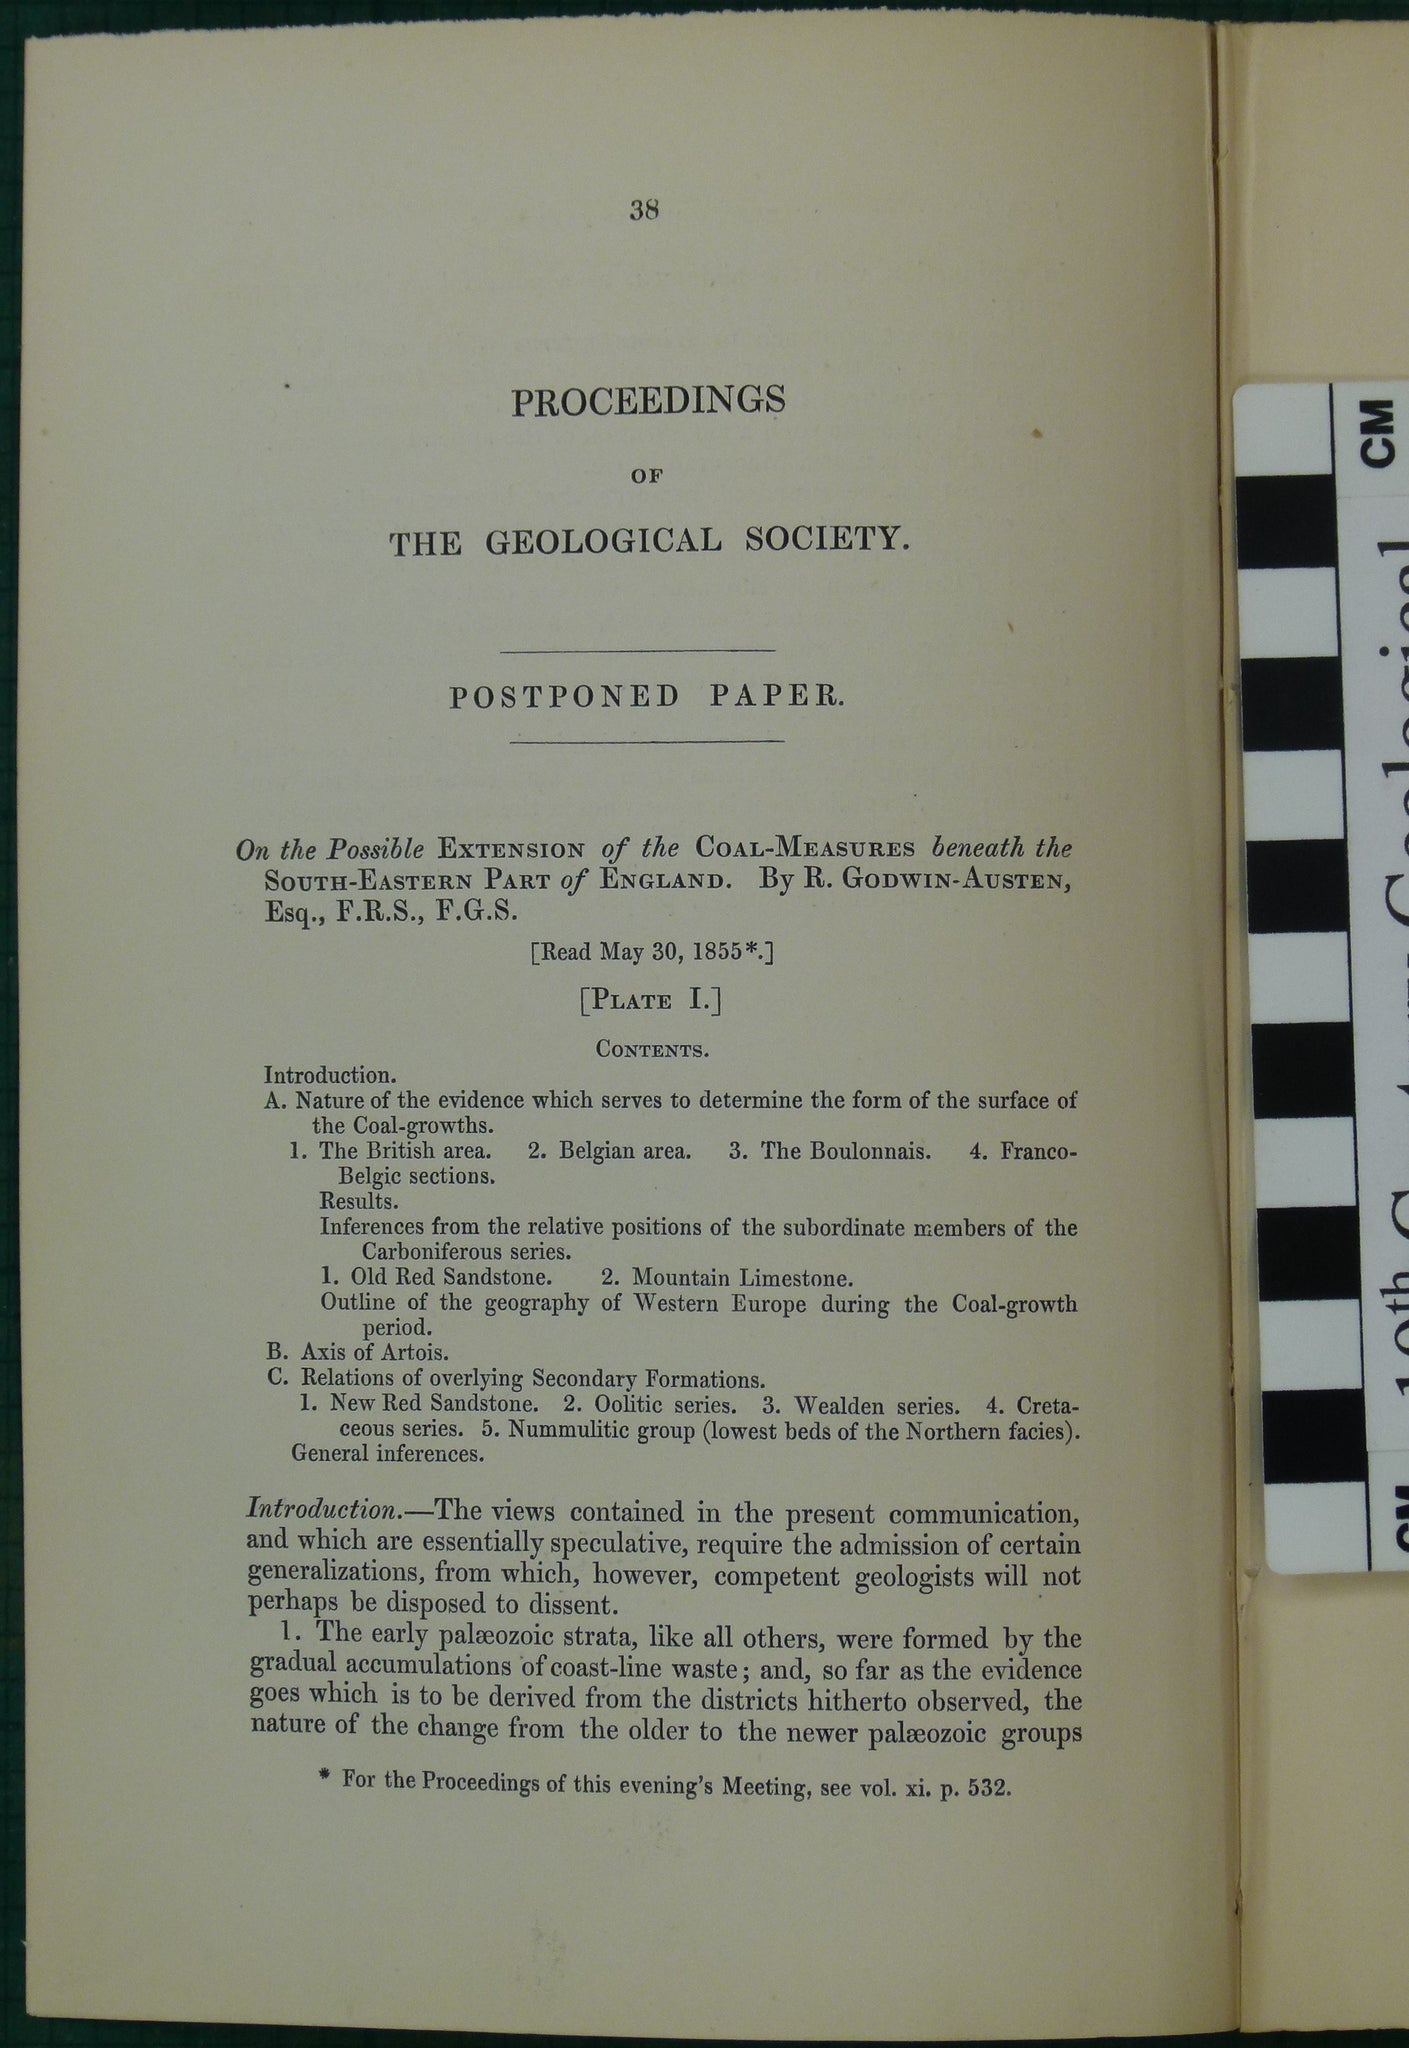 38
PROCEEDINGS
OF
THE GEOLOGICAL SOCIETY.
POSTPONED PAPER.
On the Possible EXTENSION of the COAL-MEASURES beneath the
SOUTH-EASTERN PART of ENGLAND. By R. GODWIN-AUSTEN,
Esq., F.R.S., F.G.S.
[Read May 30, 1855*.]
[PLATE I.]
CONTENTS.
Introduction.
A. Nature of the evidence which serves to determine the form of the surface of
the Coal-growths.
1. The British area. 2. Belgian area. 3. The Boulonnais. 4. Franco-
Belgic sections.
Results.
Inferences from the relative positions of the subordinate members of the
Carboniferous series.
1. Old Red Sandstone. 2. Mountain Limestone.
Outline of the geography of Western Europe during the Coal-growth
period.
B. Axis of Artois.
C. Relations of overlying Secondary Formations.
1. New Red Sandstone. 2. Oolitic series. 3. Wealden series. 4. Creta-
ceous series. 5. Nummulitic group (lowest beds of the Northern facies).
General inferences.
Introduction.—The views contained in the present communication,
and which are essentially speculative, require the admission of certain
generalizations, from which, however, competent geologists will not
perhaps be disposed to dissent.
1. The early palæozoic strata, like all others, were formed by the
gradual accumulations of coast-line waste; and, so far as the evidence
goes which is to be derived from the districts hitherto observed, the
nature of the change from the older to the newer palæozoic groups
* For the Proceedings of this evening's Meeting, see vol. xi. p. 532.
CM
Geological
CM